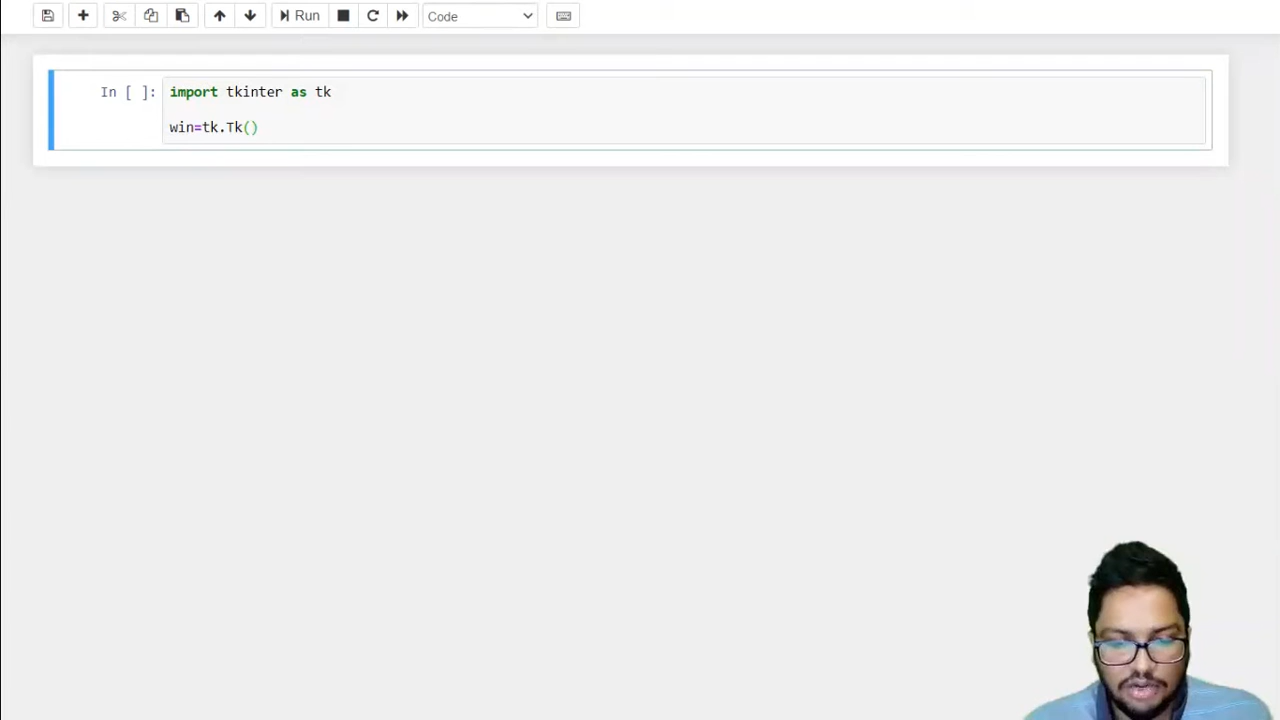 Run
Code
In [ ]:
import tkinter as tk
win=tk.Tk()